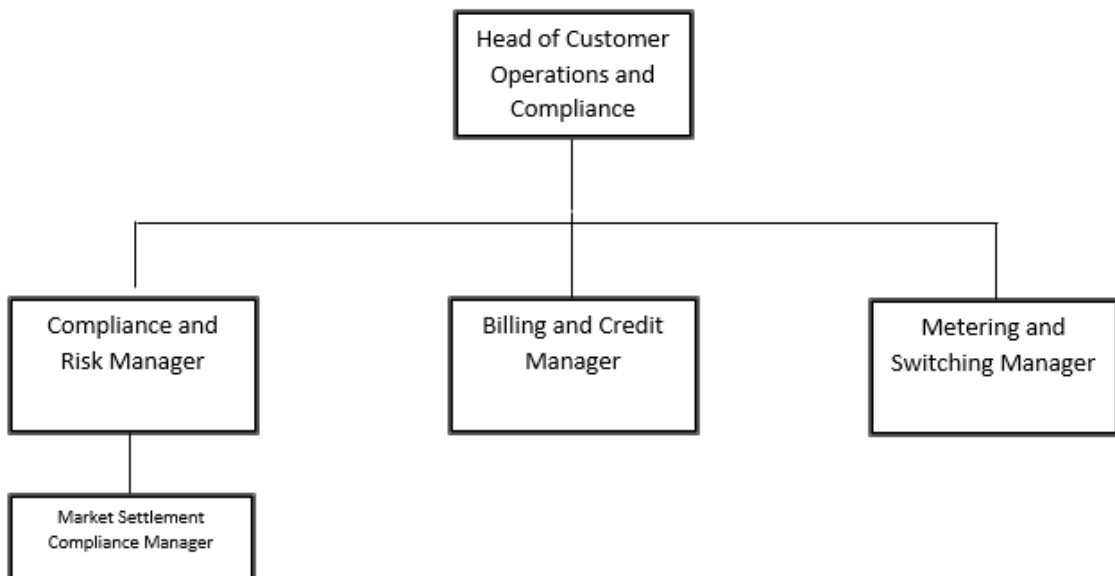 Head of Customer
Operations and
Compliance
Compliance and
Risk Manager
Billing and Credit
Manager
Metering and
Switching Manager
Market Settlement
Compliance Manager